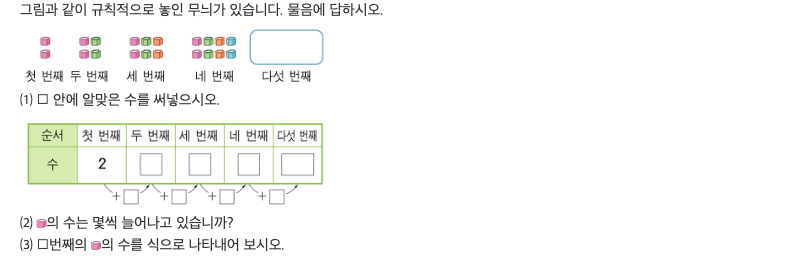 그림과 같이 규칙적으로 놓인 무늬가 있습니다. 물음에 답하시오.
첫 번째 두 번째 세 번째 네 번째 다섯 번째
(1) □ 안에 알맞은 수를 써넣으시오.
순서 첫 번째 두 번째 세 번째 네 번째 다섯 번째
수 2 □ □ □ □
+□ +□ +□ +□
(2) 의 수는 몇씩 늘어나고 있습니까?
(3) □번째의 의 수를 식으로 나타내어 보시오.